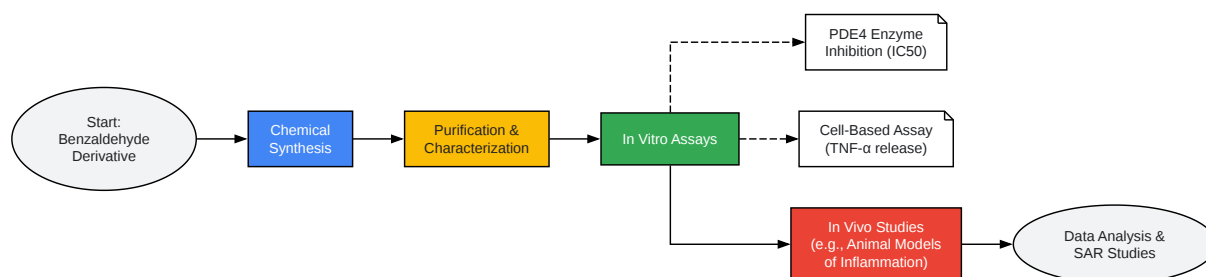 PDE4 Enzyme
Inhibition (IC50)
Start:
Benzaldehyde
Derivative
Chemical
Synthesis
Purification &
Characterization
In Vitro Assays
Cell-Based Assay
(TNF-α release)
In Vivo Studies
(e.g., Animal Models
of Inflammation)
Data Analysis &
SAR Studies